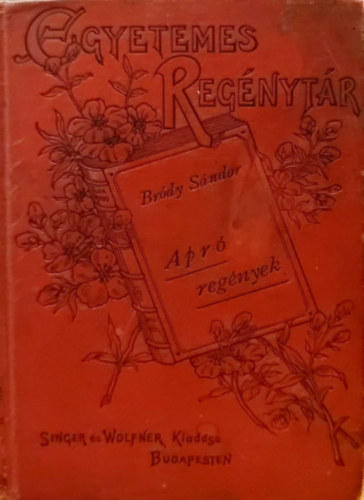 EGYETEMES
REGÉNYTÁR
Bródy Sándor
Apró
regények
SINGER és WOLFNER Kiadása
BUDAPESTEN